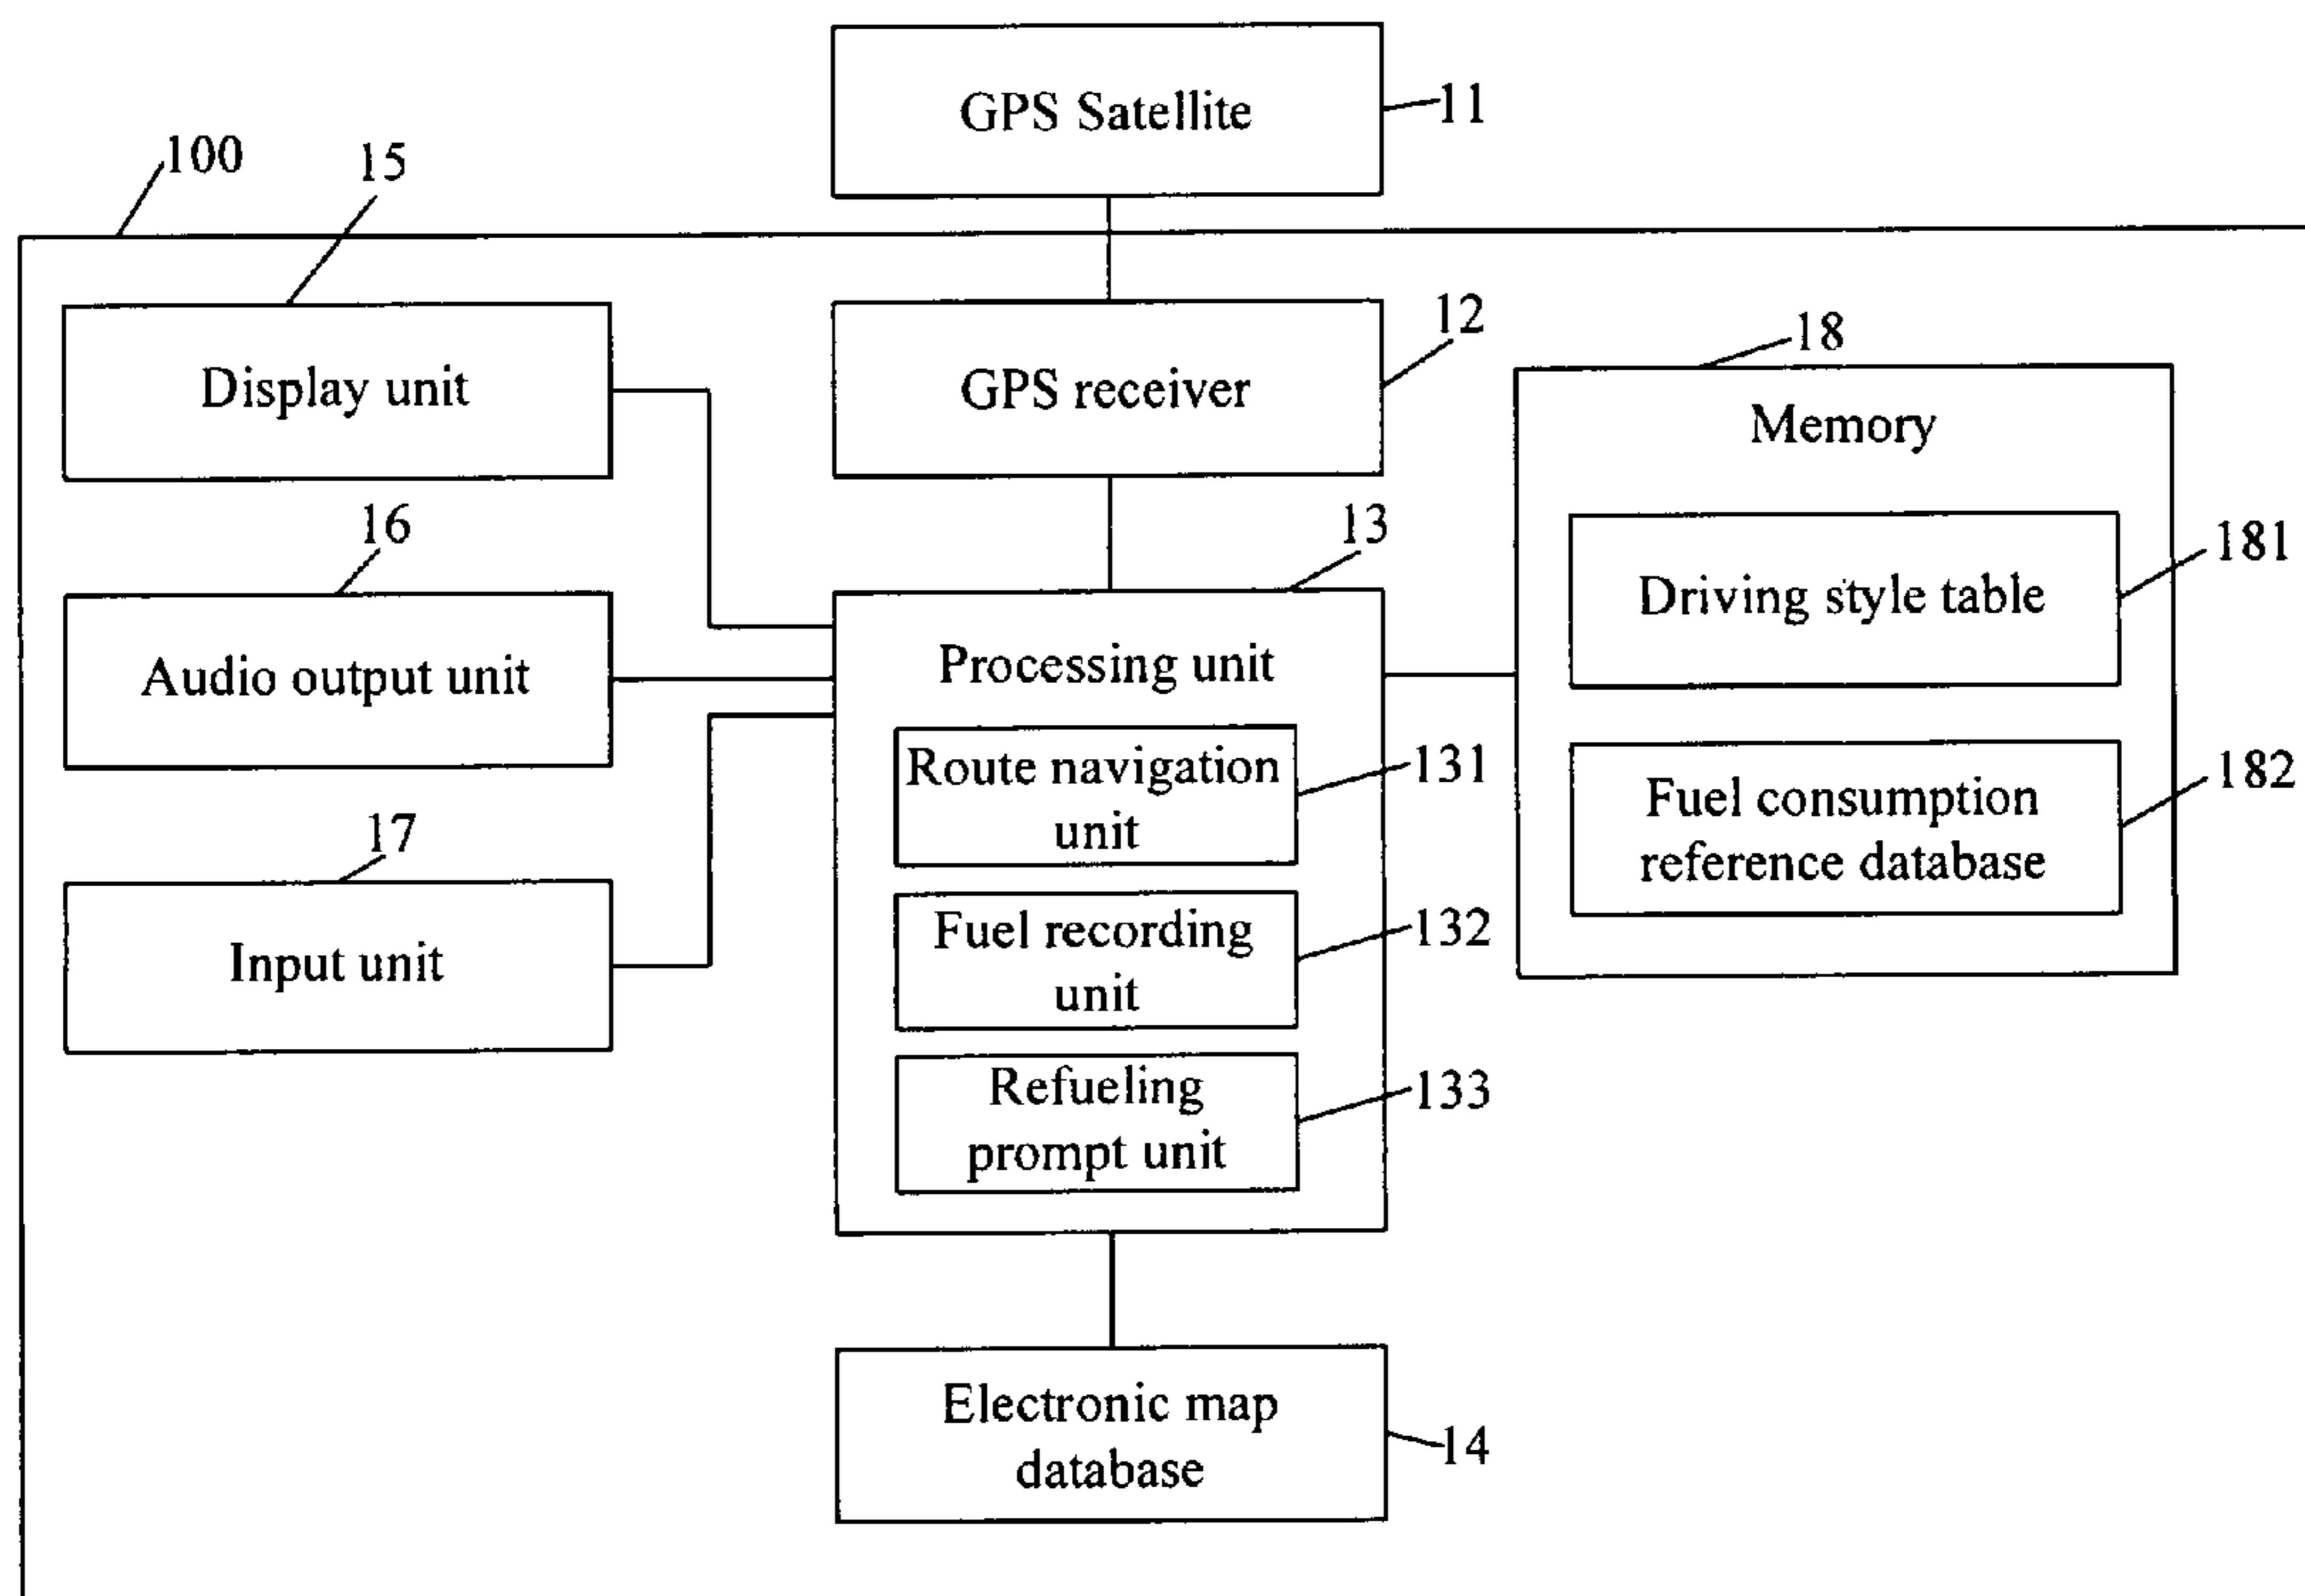 GPS Satellite
11
100
15
Display unit
GPS receiver
12
18
Memory
16
Audio output unit
13
Processing unit
Driving style table
181
Route navigation
unit
131
Fuel consumption
reference database
182
17
Input unit
Fuel recording
unit
132
Refueling
prompt unit
133
Electronic map
database
14